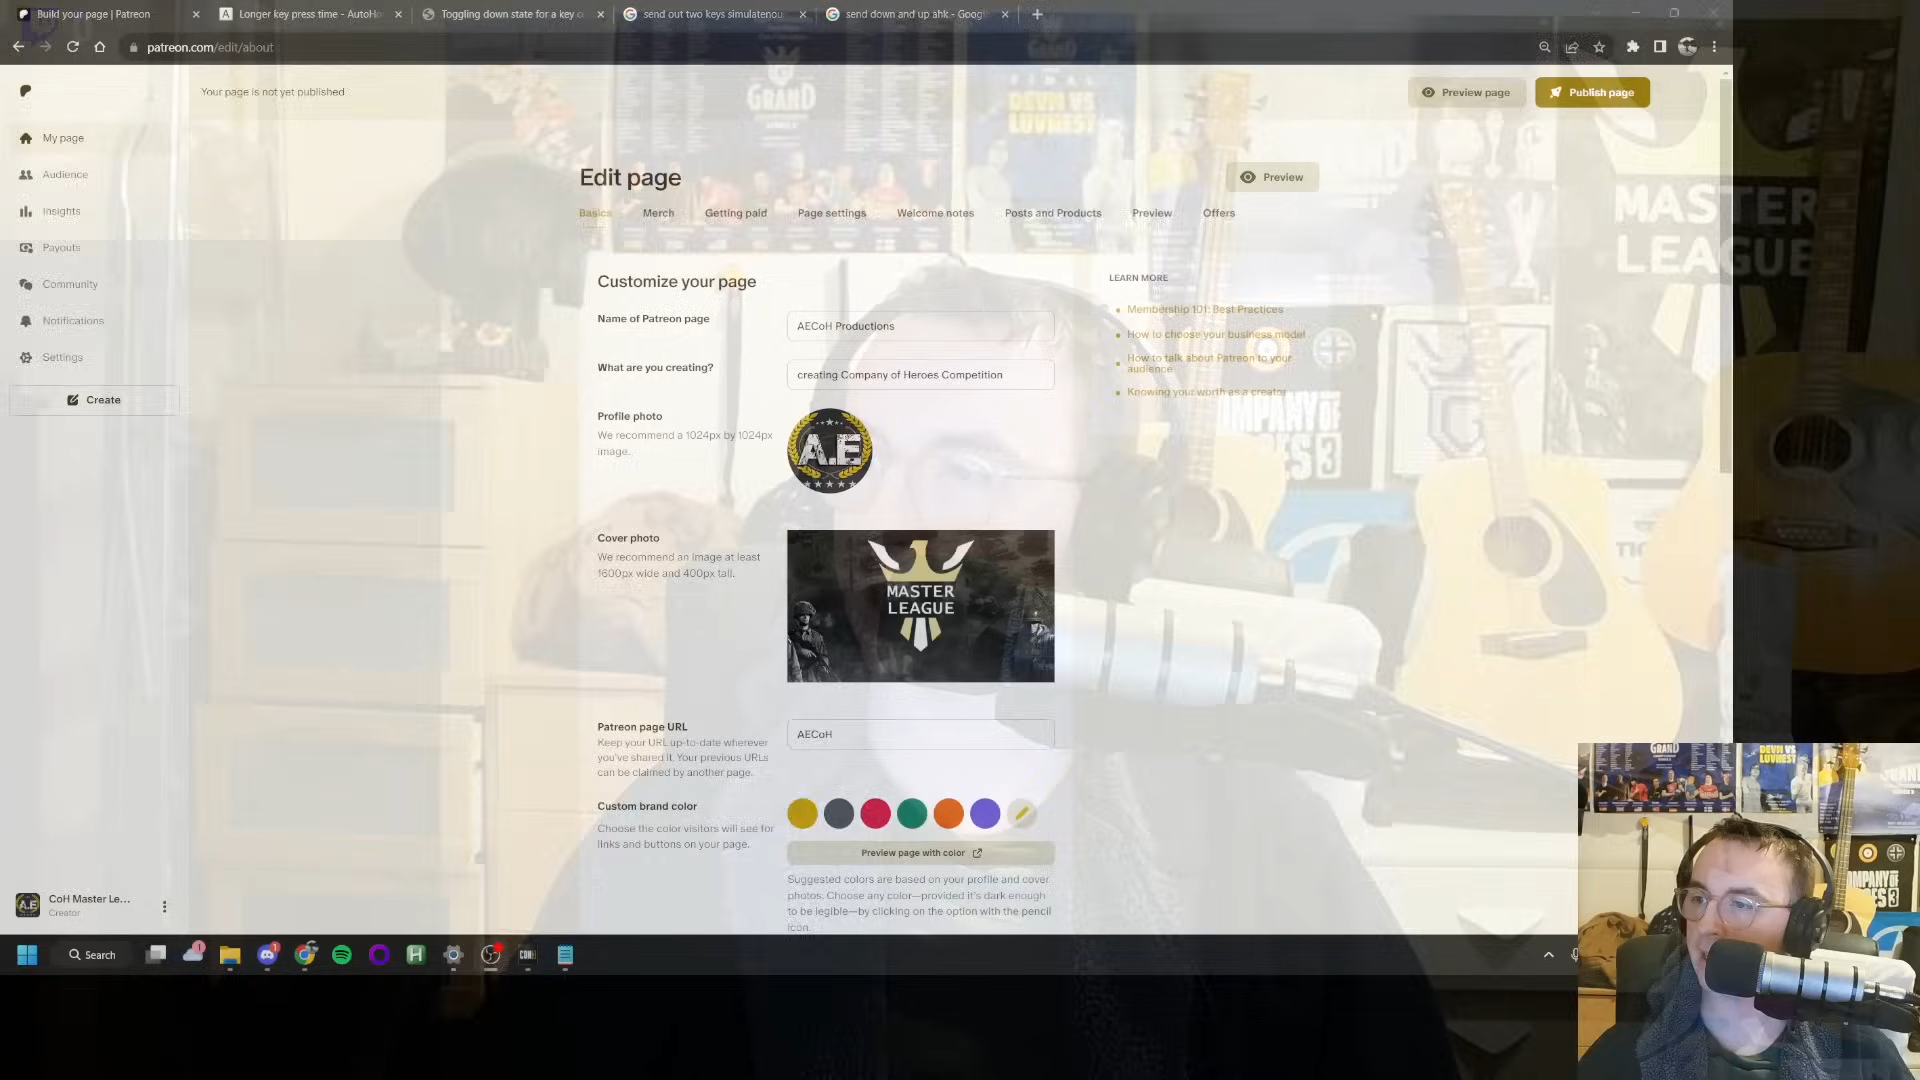 Build your page | Patreon
Longer key press time - AutoHo
Toggling down state for a key o
send out two keys simulatenou
send down and up ahk - Googl
patreon.com/edit/about
Your page is not yet published
Preview page
Publish page
My page
Audience
Insights
Payouts
Community
Notifications
Settings
Create
Edit page
Preview
Basics
Merch
Getting paid
Page settings
Welcome notes
Posts and Products
Preview
Offers
Customize your page
Name of Patreon page
AECoH Productions
What are you creating?
creating Company of Heroes Competition
Profile photo
We recommend a 1024px by 1024px
image.
A.E
Cover photo
We recommend an image at least
1600px wide and 400px tall.
MASTER
LEAGUE
Patreon page URL
Keep your URL up-to-date wherever
you've shared it. Your previous URLs
can be claimed by another page.
AECoH
Custom brand color
Choose the color visitors will see for
links and buttons on your page.
Preview page with color
Suggested colors are based on your profile and cover
photos. Choose any color—provided it's dark enough
to be legible—by clicking on the option with the pencil
icon.
LEARN MORE
Membership 101: Best Practices
How to choose your business model
How to talk about Patreon to your
audience
Knowing your worth as a creator
CoH Master Le...
Creator
Search
GRAND
FINAL
DEVM VS
LUVNEST
MASTER
LEAGUE
COMPANY OF
HEROES 3
GRAND
DEVM VS
LUVNEST